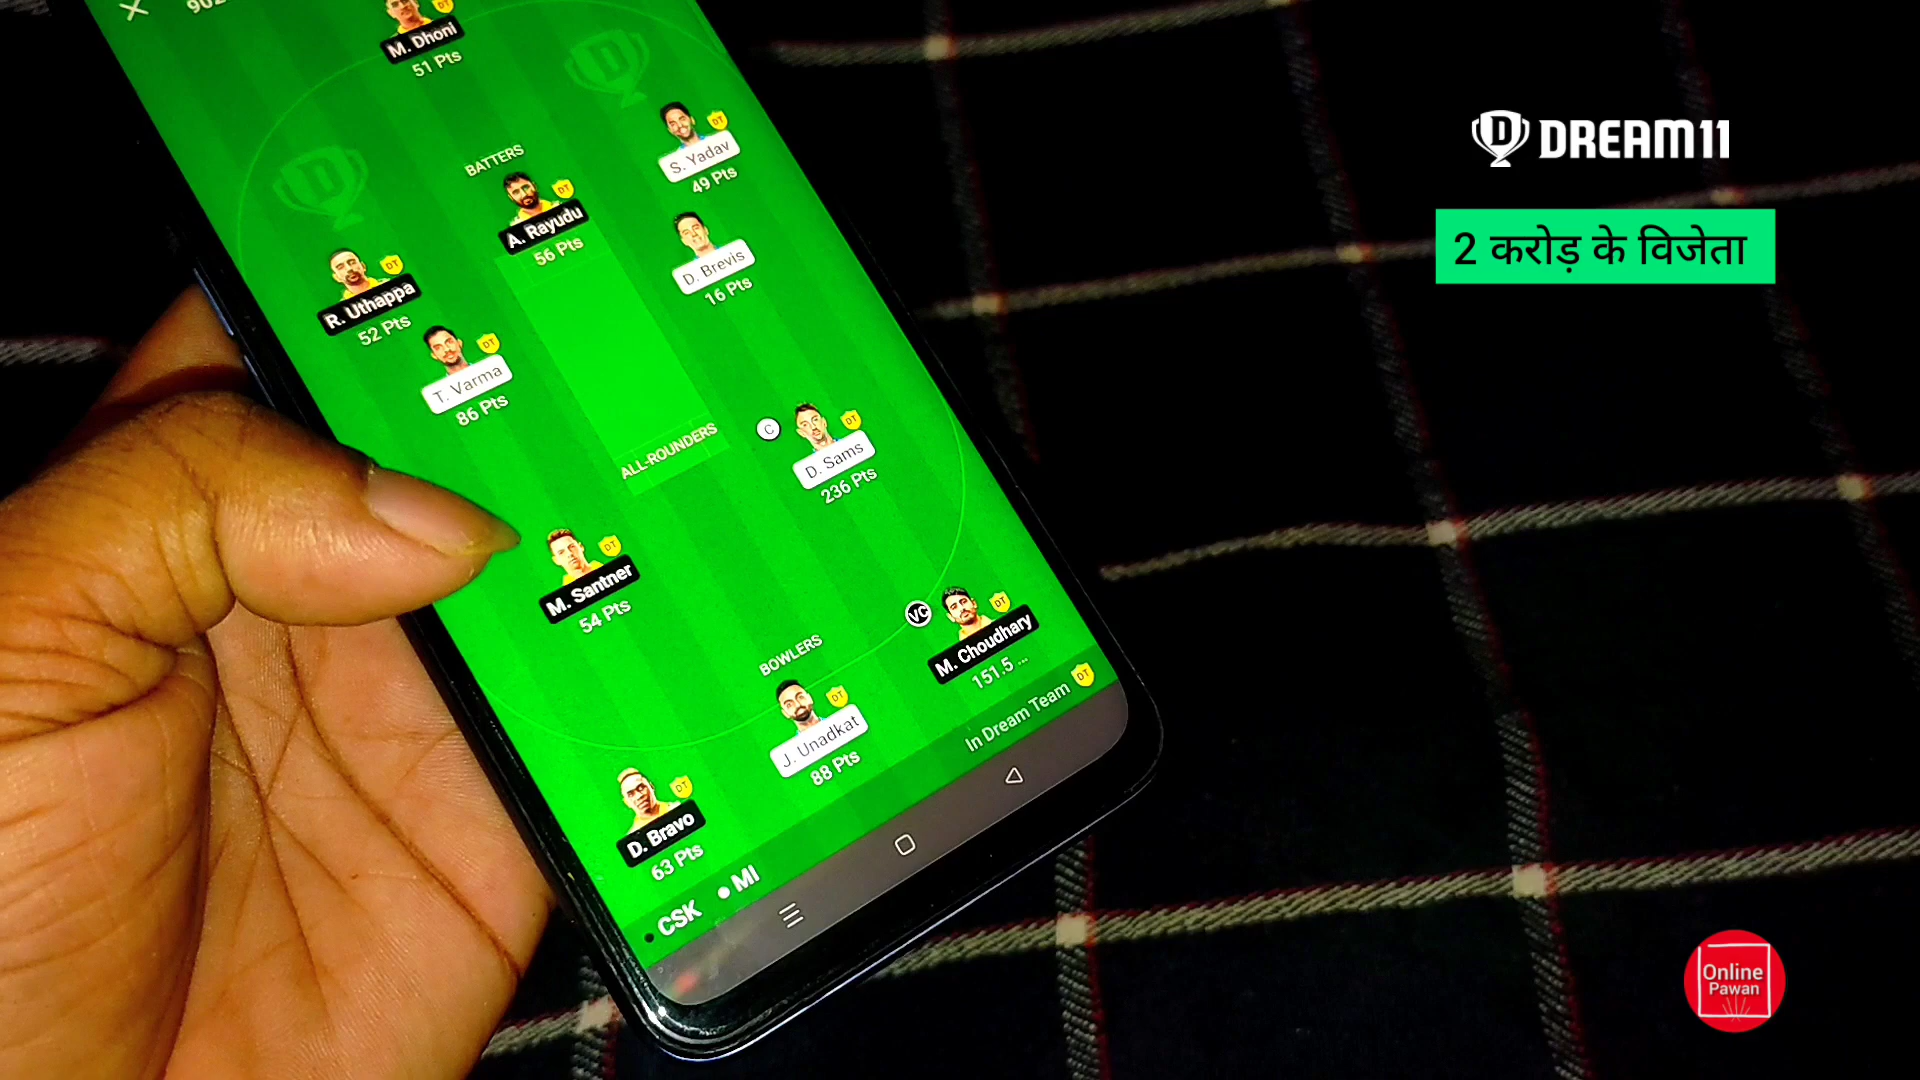 M. Dhoni
51 Pts
BATTERS
S. Yadav
49 Pts
A. Rayudu
56 Pts
D. Brevis
16 Pts
R. Uthappa
52 Pts
T. Varma
86 Pts
ALL-ROUNDERS
C
D. Sams
236 Pts
M. Santner
54 Pts
BOWLERS
VC
M. Choudhary
151.5 ...
J. Unadkat
88 Pts
D. Bravo
63 Pts
In Dream Team DT
CSK MI
DREAM11
2 करोड़ के विजेता
Online
Pawan